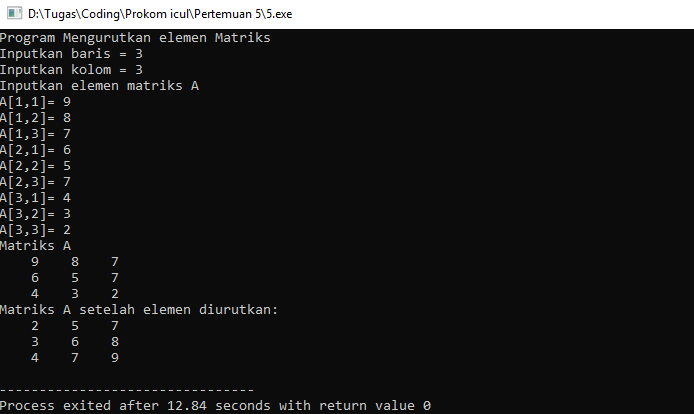 D:\Tugas\Coding\Prokom icul\Pertemuan 5\5.exe
Program Mengurutkan elemen Matriks
Inputkan baris = 3
Inputkan kolom = 3
Inputkan elemen matriks A
A[1,1]= 9
A[1,2]= 8
A[1,3]= 7
A[2,1]= 6
A[2,2]= 5
A[2,3]= 7
A[3,1]= 4
A[3,2]= 3
A[3,3]= 2
Matriks A
    9    8    7
    6    5    7
    4    3    2
Matriks A setelah elemen diurutkan:
    2    5    7
    3    6    8
    4    7    9
--------------------------------
Process exited after 12.84 seconds with return value 0